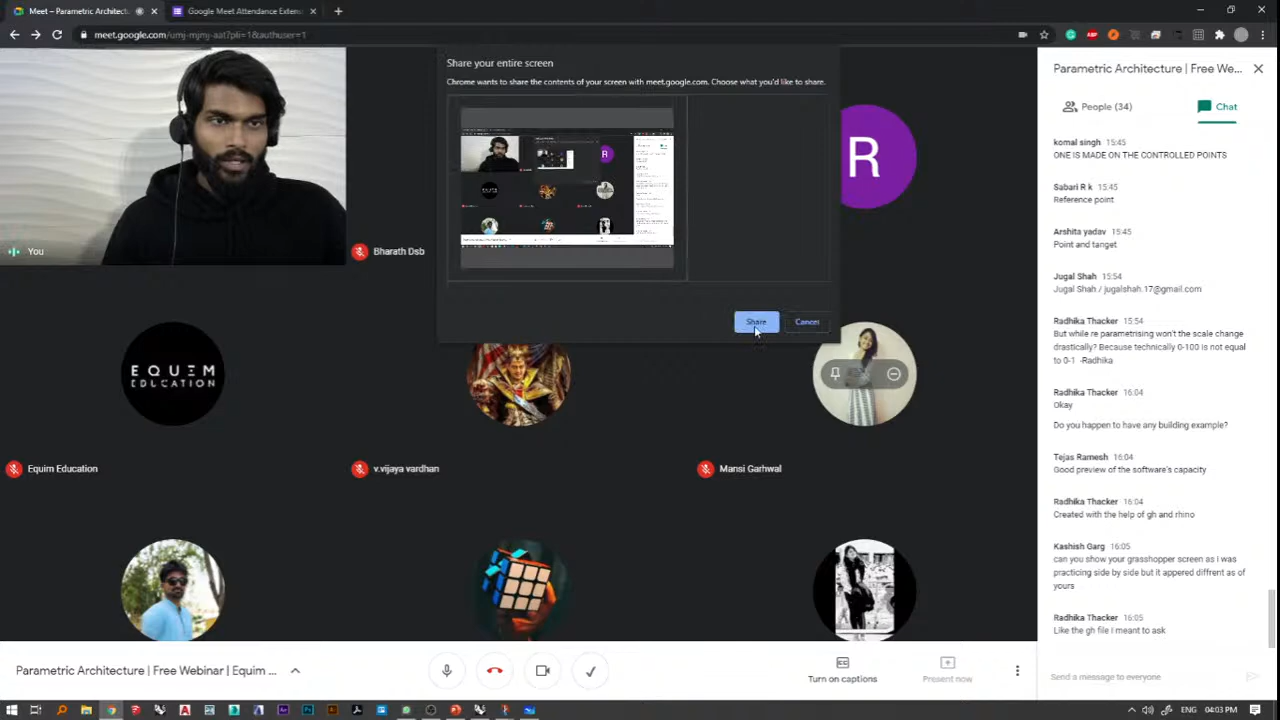 Meet – Parametric Architectu
Google Meet Attendance Exten
meet.google.com/umj-mjnj-aat?pli=1&authuser=1
Share your entire screen
Chrome wants to share the contents of your screen with meet.google.com. Choose what you'd like to share.
Share
Cancel
You
Bharath Dsb
R
EQUEM
EDUCATION
Equim Education
v.vijaya vardhan
Mansi Garhwal
Parametric Architecture | Free Webinar | Equim ...
Turn on captions
Present now
Parametric Architecture | Free We...
People (34)
Chat
komal singh 15:45
ONE IS MADE ON THE CONTROLLED POINTS
Sabari R k 15:45
Reference point
Arshita yadav 15:45
Point and tanget
Jugal Shah 15:54
Jugal Shah / jugalshah.17@gmail.com
Radhika Thacker 15:54
But while re parametrising won't the scale change
drastically? Because technically 0-100 is not equal
to 0-1 -Radhika
Radhika Thacker 16:04
Okay
Do you happen to have any building example?
Tejas Ramesh 16:04
Good preview of the software's capacity
Radhika Thacker 16:04
Created with the help of gh and rhino
Kashish Garg 16:05
can you show your grasshopper screen as I was
practicing side by side but it appered diffrent as of
yours
Radhika Thacker 16:05
Like the gh file I meant to ask
Send a message to everyone
04:03 PM